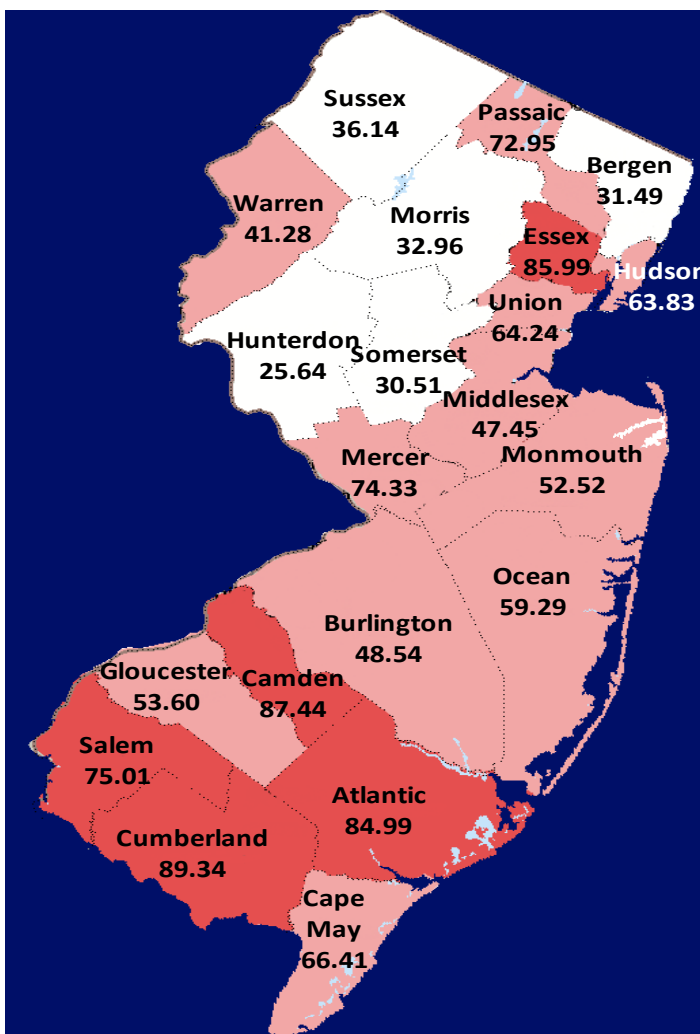 Sussex
36.14
Passaic
72.95
Bergen
31.49
Warren
41.28
Morris
32.96
Essex
85.99
Hudson
63.83
Union
64.24
Hunterdon
25.64
Somerset
30.51
Middlesex
47.45
Mercer
74.33
Monmouth
52.52
Ocean
59.29
Burlington
48.54
Gloucester
53.60
Camden
87.44
Salem
75.01
Atlantic
84.99
Cumberland
89.34
Cape
May
66.41